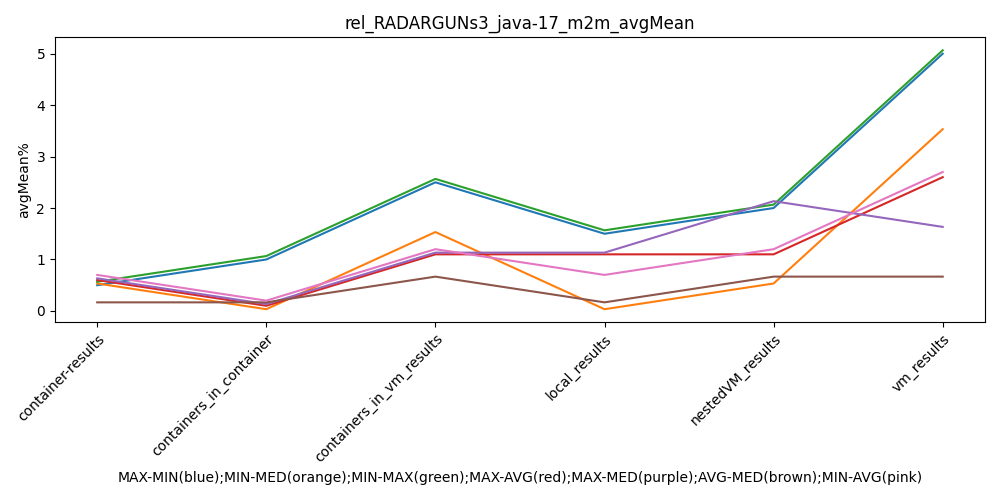 rel_RADARGUNs3_java-17_m2m_avgMean
avgMean%
5
4
3
2
1
0
container-results
containers_in_container
containers_in_vm_results
local_results
nestedVM_results
vm_results
MAX-MIN(blue);MIN-MED(orange);MIN-MAX(green);MAX-AVG(red);MAX-MED(purple);AVG-MED(brown);MIN-AVG(pink)